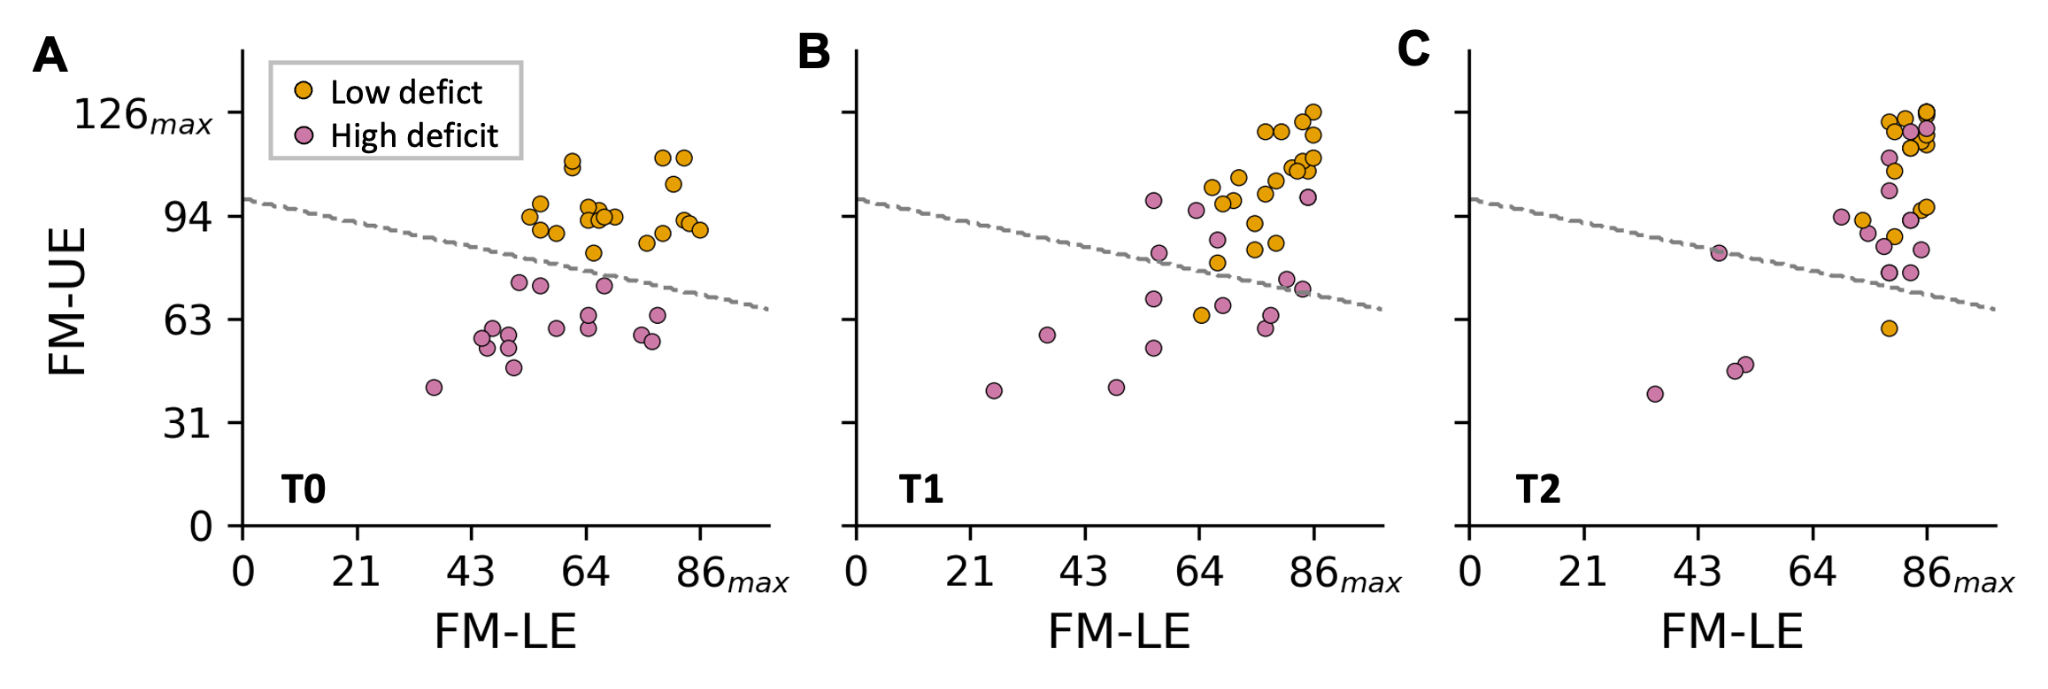 A
B
C
Low defict
High deficit
FM-UE
126max
94
63
31
0
T0
T1
T2
0 21 43 64 86max
0 21 43 64 86max
0 21 43 64 86max
FM-LE
FM-LE
FM-LE